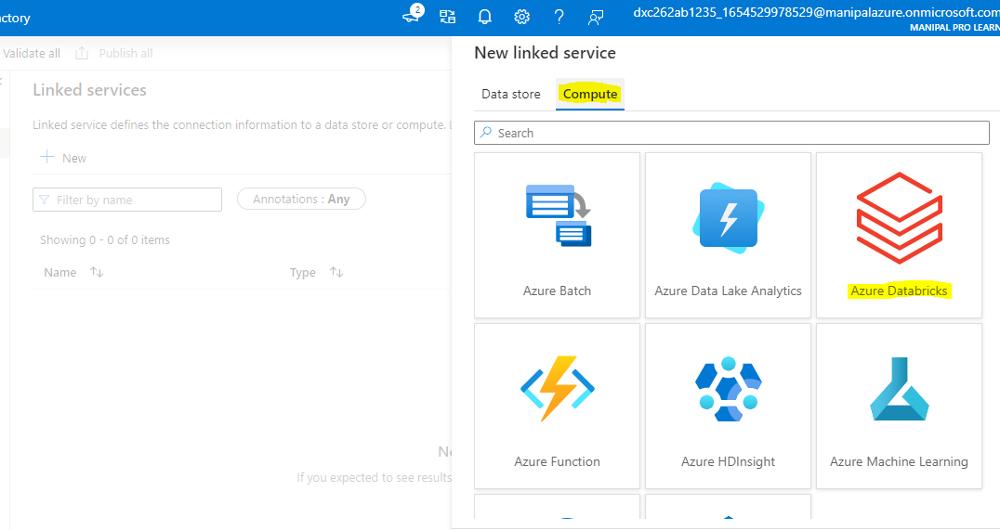 actory
2
dxc262ab1235_1654529978529@manipalazure.onmicrosoft.com
MANIPAL PRO LEARN
Validate all
Publish all
New linked service
Linked services
Data store
Compute
Linked service defines the connection information to a data store or compute.
Search
New
Filter by name
Annotations : Any
Showing 0 - 0 of 0 items
Name
Type
Azure Batch
Azure Data Lake Analytics
Azure Databricks
If you expected to see results
Azure Function
Azure HDInsight
Azure Machine Learning